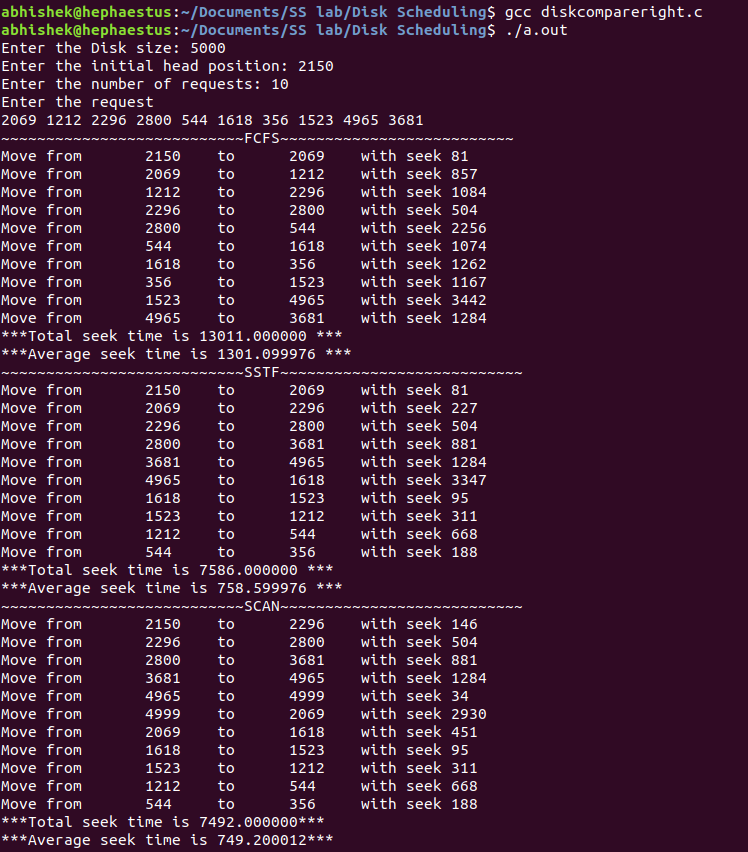 abhishek@hephaestus:~/Documents/SS lab/Disk Scheduling$ gcc diskcompareright.c
abhishek@hephaestus:~/Documents/SS lab/Disk Scheduling$ ./a.out
Enter the Disk size: 5000
Enter the initial head position: 2150
Enter the number of requests: 10
Enter the request
2069 1212 2296 2800 544 1618 356 1523 4965 3681
~~~~~~~~~~~~~~~~~~~~~~~~~~~FCFS~~~~~~~~~~~~~~~~~~~~~~~~~~
Move from 2150 to 2069 with seek 81
Move from 2069 to 1212 with seek 857
Move from 1212 to 2296 with seek 1084
Move from 2296 to 2800 with seek 504
Move from 2800 to 544 with seek 2256
Move from 544 to 1618 with seek 1074
Move from 1618 to 356 with seek 1262
Move from 356 to 1523 with seek 1167
Move from 1523 to 4965 with seek 3442
Move from 4965 to 3681 with seek 1284
***Total seek time is 13011.000000 ***
***Average seek time is 1301.099976 ***
~~~~~~~~~~~~~~~~~~~~~~~~~~~SSTF~~~~~~~~~~~~~~~~~~~~~~~~~~~
Move from 2150 to 2069 with seek 81
Move from 2069 to 2296 with seek 227
Move from 2296 to 2800 with seek 504
Move from 2800 to 3681 with seek 881
Move from 3681 to 4965 with seek 1284
Move from 4965 to 1618 with seek 3347
Move from 1618 to 1523 with seek 95
Move from 1523 to 1212 with seek 311
Move from 1212 to 544 with seek 668
Move from 544 to 356 with seek 188
***Total seek time is 7586.000000 ***
***Average seek time is 758.599976 ***
~~~~~~~~~~~~~~~~~~~~~~~~~~~SCAN~~~~~~~~~~~~~~~~~~~~~~~~~~~
Move from 2150 to 2296 with seek 146
Move from 2296 to 2800 with seek 504
Move from 2800 to 3681 with seek 881
Move from 3681 to 4965 with seek 1284
Move from 4965 to 4999 with seek 34
Move from 4999 to 2069 with seek 2930
Move from 2069 to 1618 with seek 451
Move from 1618 to 1523 with seek 95
Move from 1523 to 1212 with seek 311
Move from 1212 to 544 with seek 668
Move from 544 to 356 with seek 188
***Total seek time is 7492.000000***
***Average seek time is 749.200012***